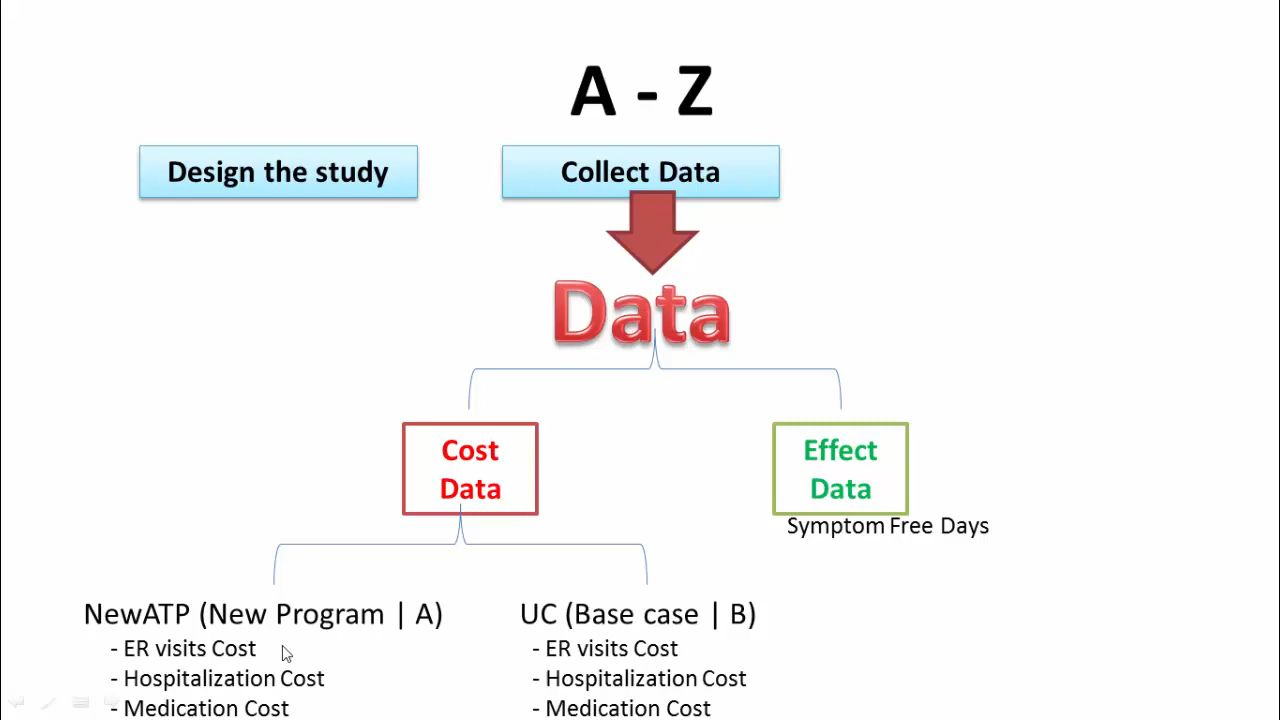 A - Z
Design the study
Collect Data
Data
Cost
Data
Effect
Data
Symptom Free Days
NewATP (New Program | A)
- ER visits Cost
- Hospitalization Cost
- Medication Cost
UC (Base case | B)
- ER visits Cost
- Hospitalization Cost
- Medication Cost